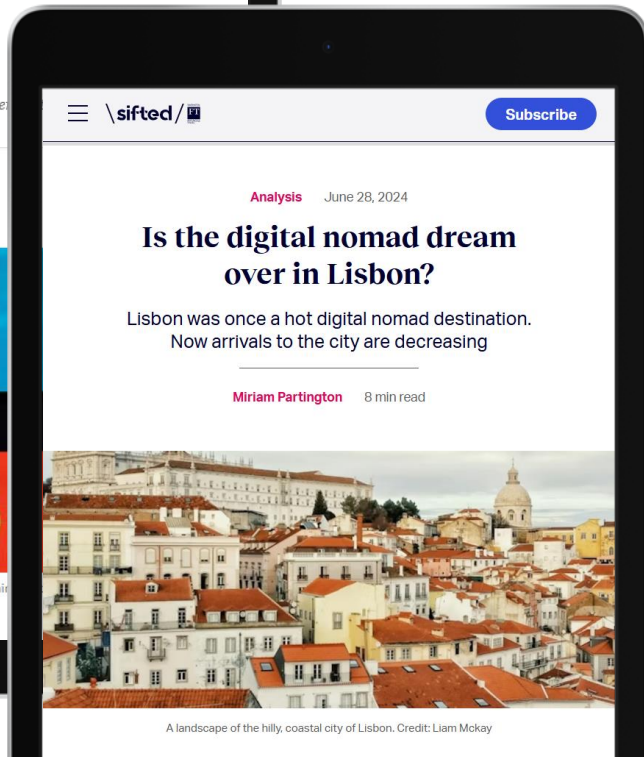 \sifted/ FT
Subscribe
Analysis June 28, 2024
Is the digital nomad dream
over in Lisbon?
Lisbon was once a hot digital nomad destination.
Now arrivals to the city are decreasing
Miriam Partington 8 min read
A landscape of the hilly, coastal city of Lisbon. Credit: Liam Mckay